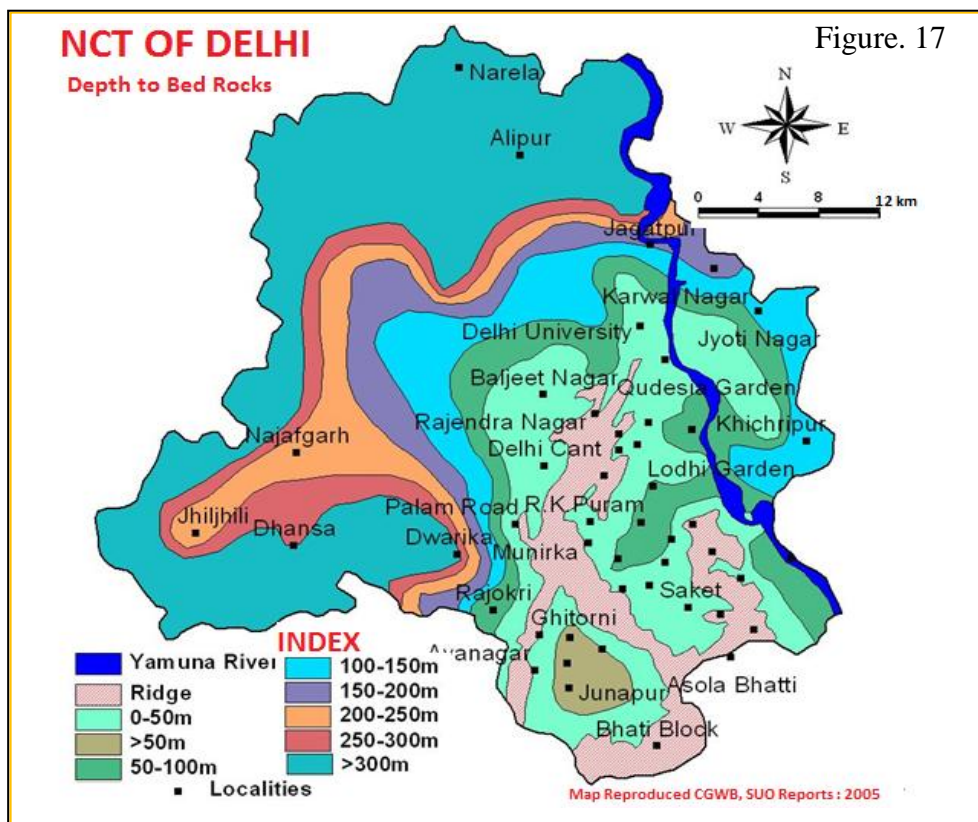 NCT OF DELHI
Depth to Bed Rocks
Figure. 17
N
W E
S
0 4 8 12 km
Narela
Alipur
Jagatpur
Karwal Nagar
Delhi University
Jyoti Nagar
Baljeet Nagar
Qudesia Garden
Rajendra Nagar
Khichripur
Najafgarh
Delhi Cant
Lodhi Garden
Jhiljhili
Dhansa
Palam Road
R.K Puram
Dwarika
Munirka
Rajokri
Saket
Ghitorni
Ayanagar
Junapur
Asola Bhatti
Bhati Block
INDEX
Yamuna River
Ridge
0-50m
>50m
50-100m
100-150m
150-200m
200-250m
250-300m
>300m
Localities
Map Reproduced CGWB, SUO Reports : 2005